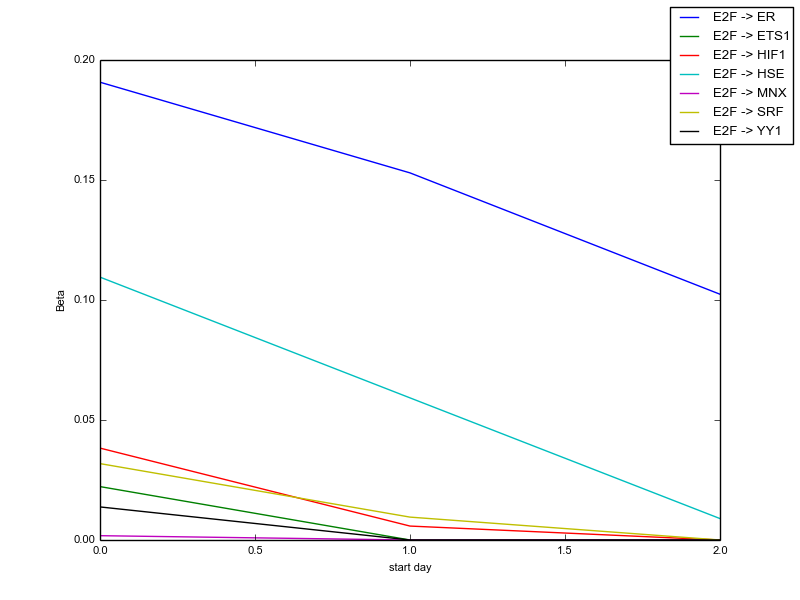 E2F -> ER
E2F -> ETS1
E2F -> HIF1
E2F -> HSE
E2F -> MNX
E2F -> SRF
E2F -> YY1
0.20
0.15
0.10
0.05
0.00
Beta
0.0 0.5 1.0 1.5 2.0
start day